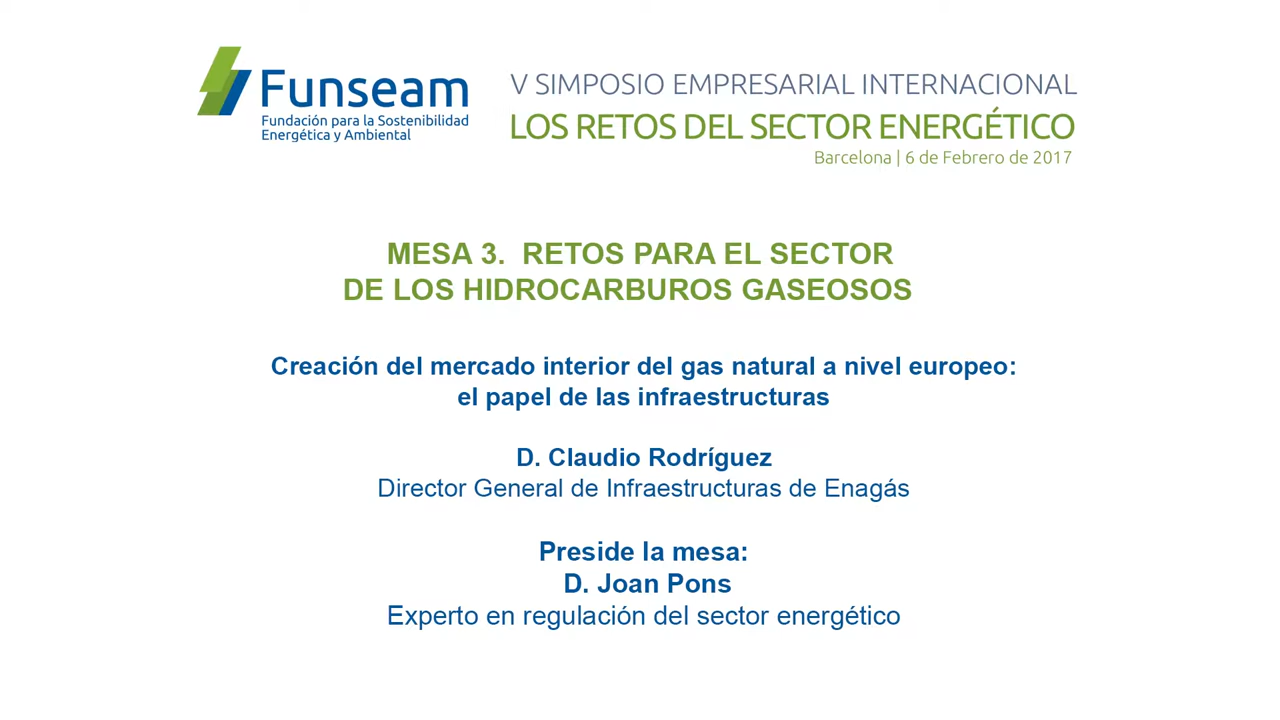 Funseam
Fundación para la Sostenibilidad
Energética y Ambiental
V SIMPOSIO EMPRESARIAL INTERNACIONAL
LOS RETOS DEL SECTOR ENERGÉTICO
Barcelona | 6 de Febrero de 2017
MESA 3. RETOS PARA EL SECTOR
DE LOS HIDROCARBUROS GASEOSOS
Creación del mercado interior del gas natural a nivel europeo:
el papel de las infraestructuras
D. Claudio Rodríguez
Director General de Infraestructuras de Enagás
Preside la mesa:
D. Joan Pons
Experto en regulación del sector energético